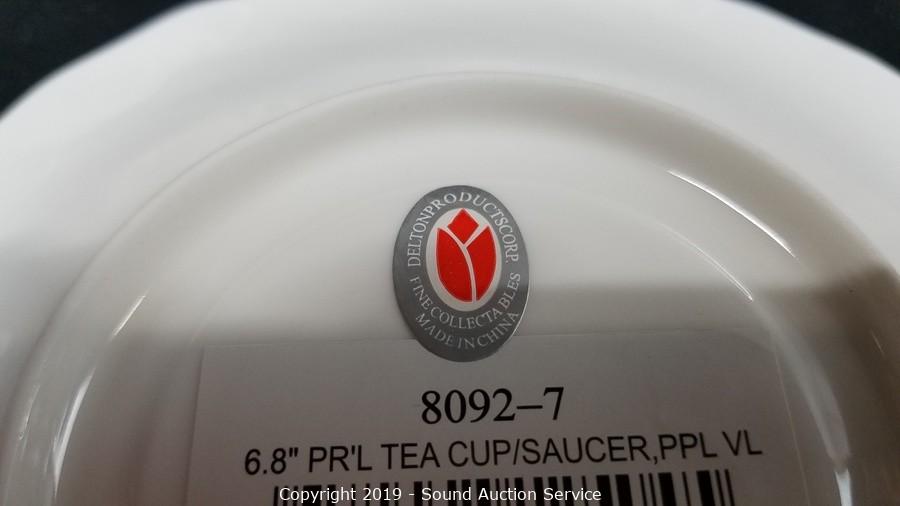 DELTONPRODUCTSCORP.
FINE COLLECTABLES
MADE IN CHINA
8092-7
6.8" PR'L TEA CUP/SAUCER,PPL VL
Copyright 2019 - Sound Auction Service